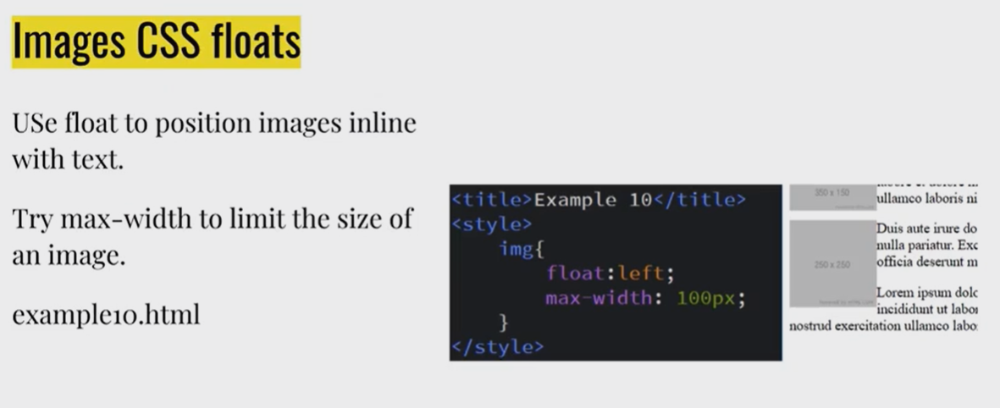 Images CSS floats
USe float to position images inline
with text.
Try max-width to limit the size of
an image.
example10.html
<title>Example 10</title>
<style>
img{
float:left;
max-width: 100px;
}
</style>
350 x 150
ullamco laboris ni
250 x 250
Duis aute irure do
nulla pariatur. Exc
officia deserunt m
Lorem ipsum dolc
incididunt ut labor
nostrud exercitation ullamco labo